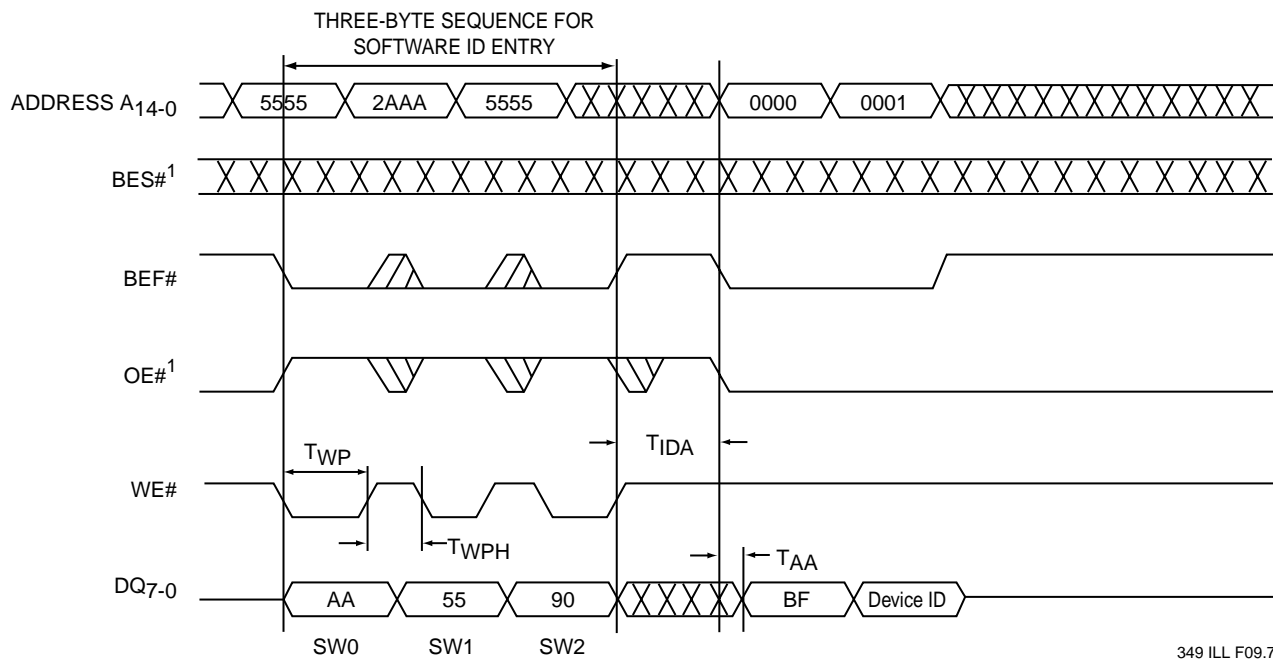 THREE-BYTE SEQUENCE FOR
SOFTWARE ID ENTRY
ADDRESS A14-0 5555 2AAA 5555 0000 0001
BES#1
BEF#
OE#1
TIDA
TWP
WE#
TWPH
TAA
DQ7-0 AA 55 90 BF Device ID
SW0 SW1 SW2
349 ILL F09.7